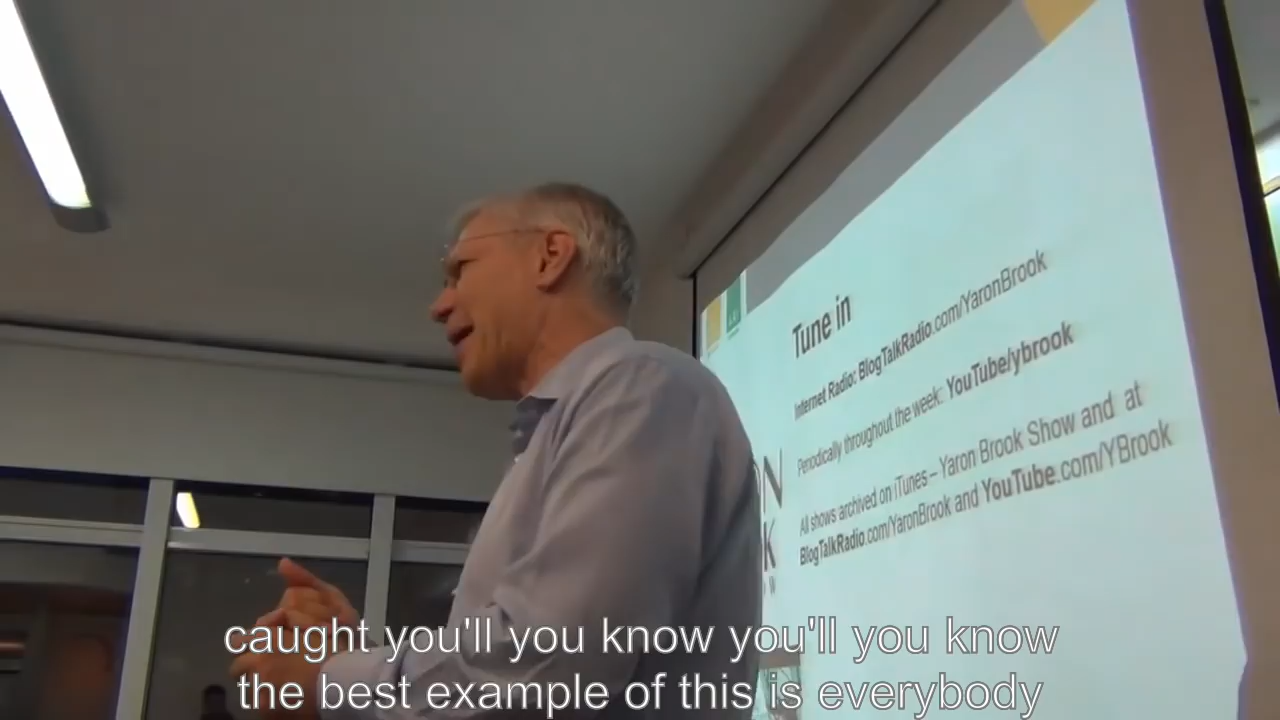 Tune in
Internet Radio: BlogTalkRadio.com/YaronBrook
Periodically throughout the week: YouTube/ybrook
All shows archived on iTunes – Yaron Brook Show and at
BlogTalkRadio.com/YaronBrook and YouTube.com/YBrook
caught you'll you know you'll you know
the best example of this is everybody